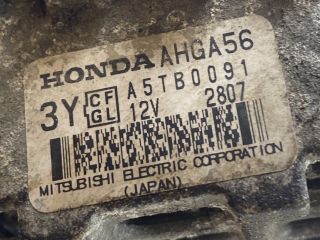 HONDA AHGA56
3Y CF GL A5TB0091
12V 2807
MITSUBISHI ELECTRIC CORPORATION
(JAPAN)